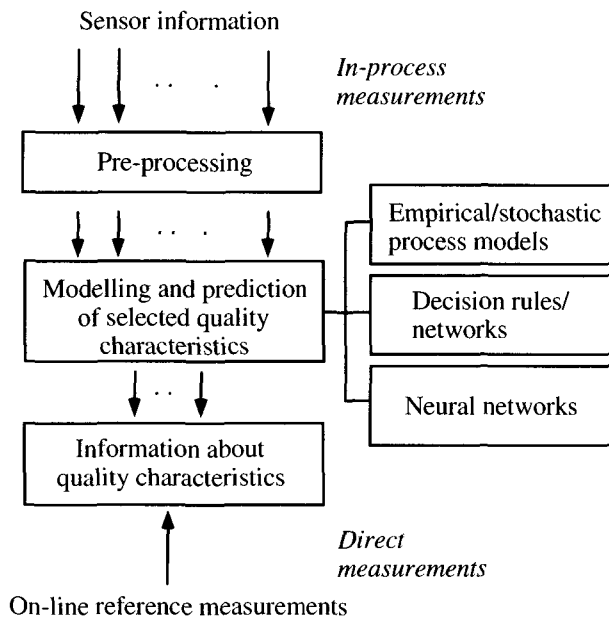 Sensor information
In-process
measurements
Pre-processing
Empirical/stochastic
process models
Modelling and prediction
of selected quality
characteristics
Decision rules/
networks
Neural networks
Information about
quality characteristics
Direct
measurements
On-line reference measurements